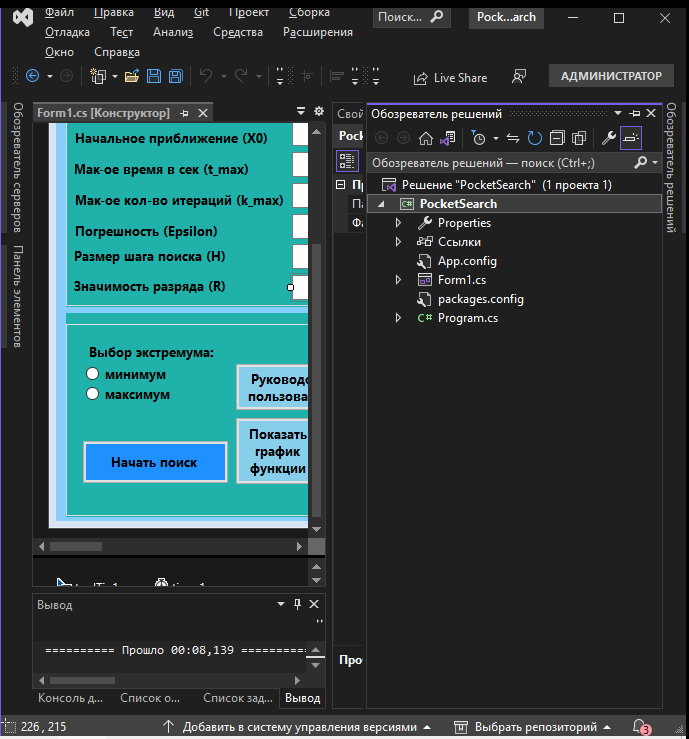 Файл Правка Вид Git Проект Сборка Поиск... Pock...arch
Отладка Тест Анализ Средства Расширения
Окно Справка
Live Share АДМИНИСТРАТОР
Обозреватель серверов
Панель элементов
Form1.cs [Конструктор]
Начальное приближение (X0)
Мак-ое время в сек (t_max)
Мак-ое кол-во итераций (k_max)
Погрешность (Epsilon)
Размер шага поиска (H)
Значимость разряда (R)
Выбор экстремума:
минимум
максимум
Начать поиск
Руководо
пользова
Показать
график
функции
Вывод
========== Прошло 00:08,139 ==========
Консоль д... Список о... Список зад... Вывод
Свой
Pock
Пр
Па
Фа
Про
Обозреватель решений
Обозреватель решений — поиск (Ctrl+;)
Решение "PocketSearch" (1 проекта 1)
PocketSearch
Properties
Ссылки
App.config
Form1.cs
packages.config
Program.cs
Обозреватель решений
226, 215 Добавить в систему управления версиями Выбрать репозиторий 3